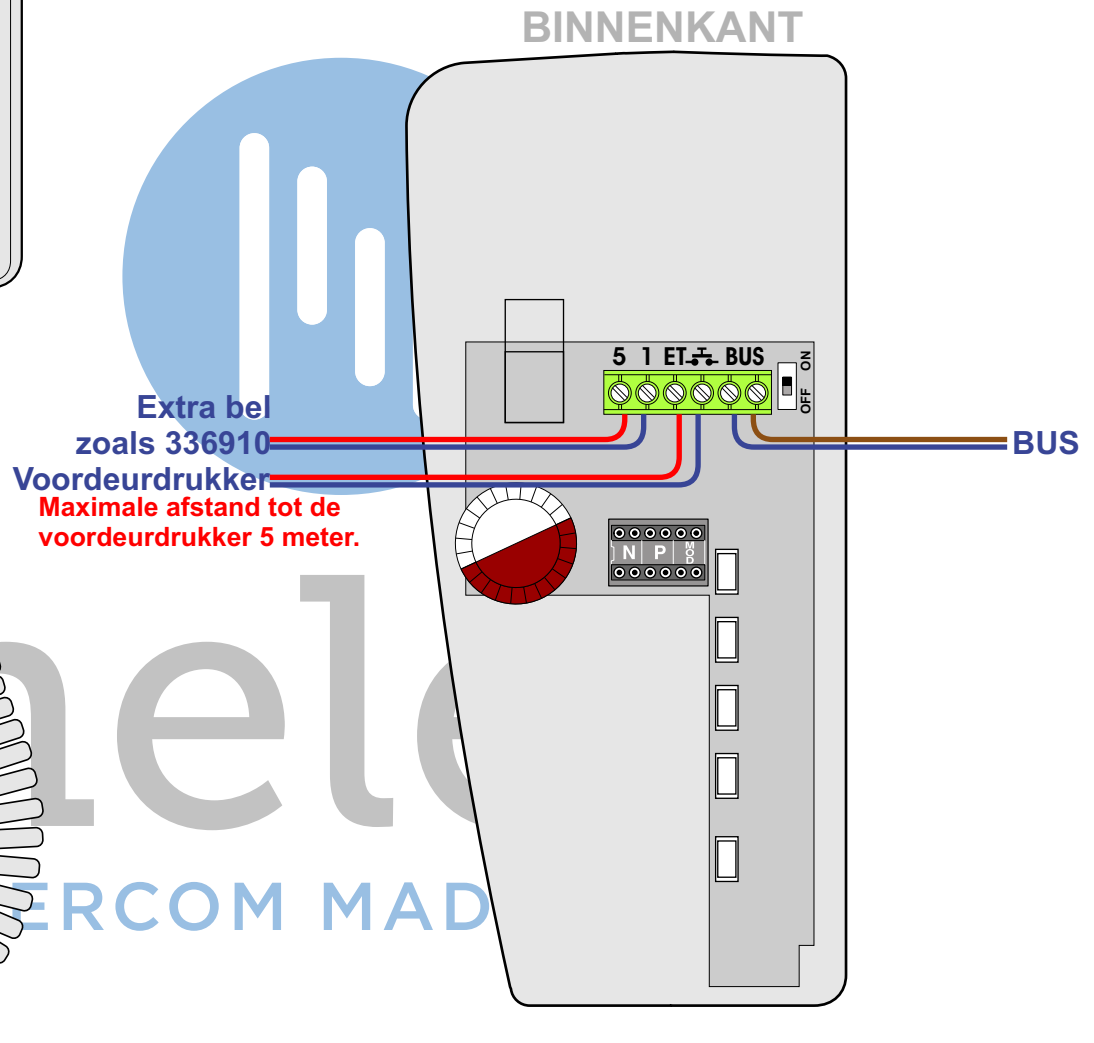 BINNENKANT
5 1 ET BUS
ON
OFF
Extra bel
zoals 336910
Voordeurdrukker
Maximale afstand tot de
voordeurdrukker 5 meter.
BUS
N P MOD
nele
ERCOM MAD